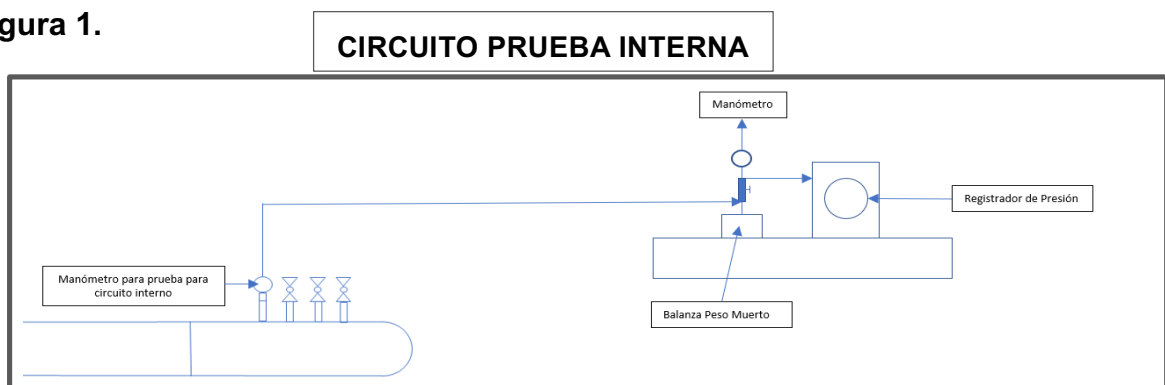 gura 1.
CIRCUITO PRUEBA INTERNA
Manómetro
Registrador de Presión
Manómetro para prueba para
circuito interno
Balanza Peso Muerto